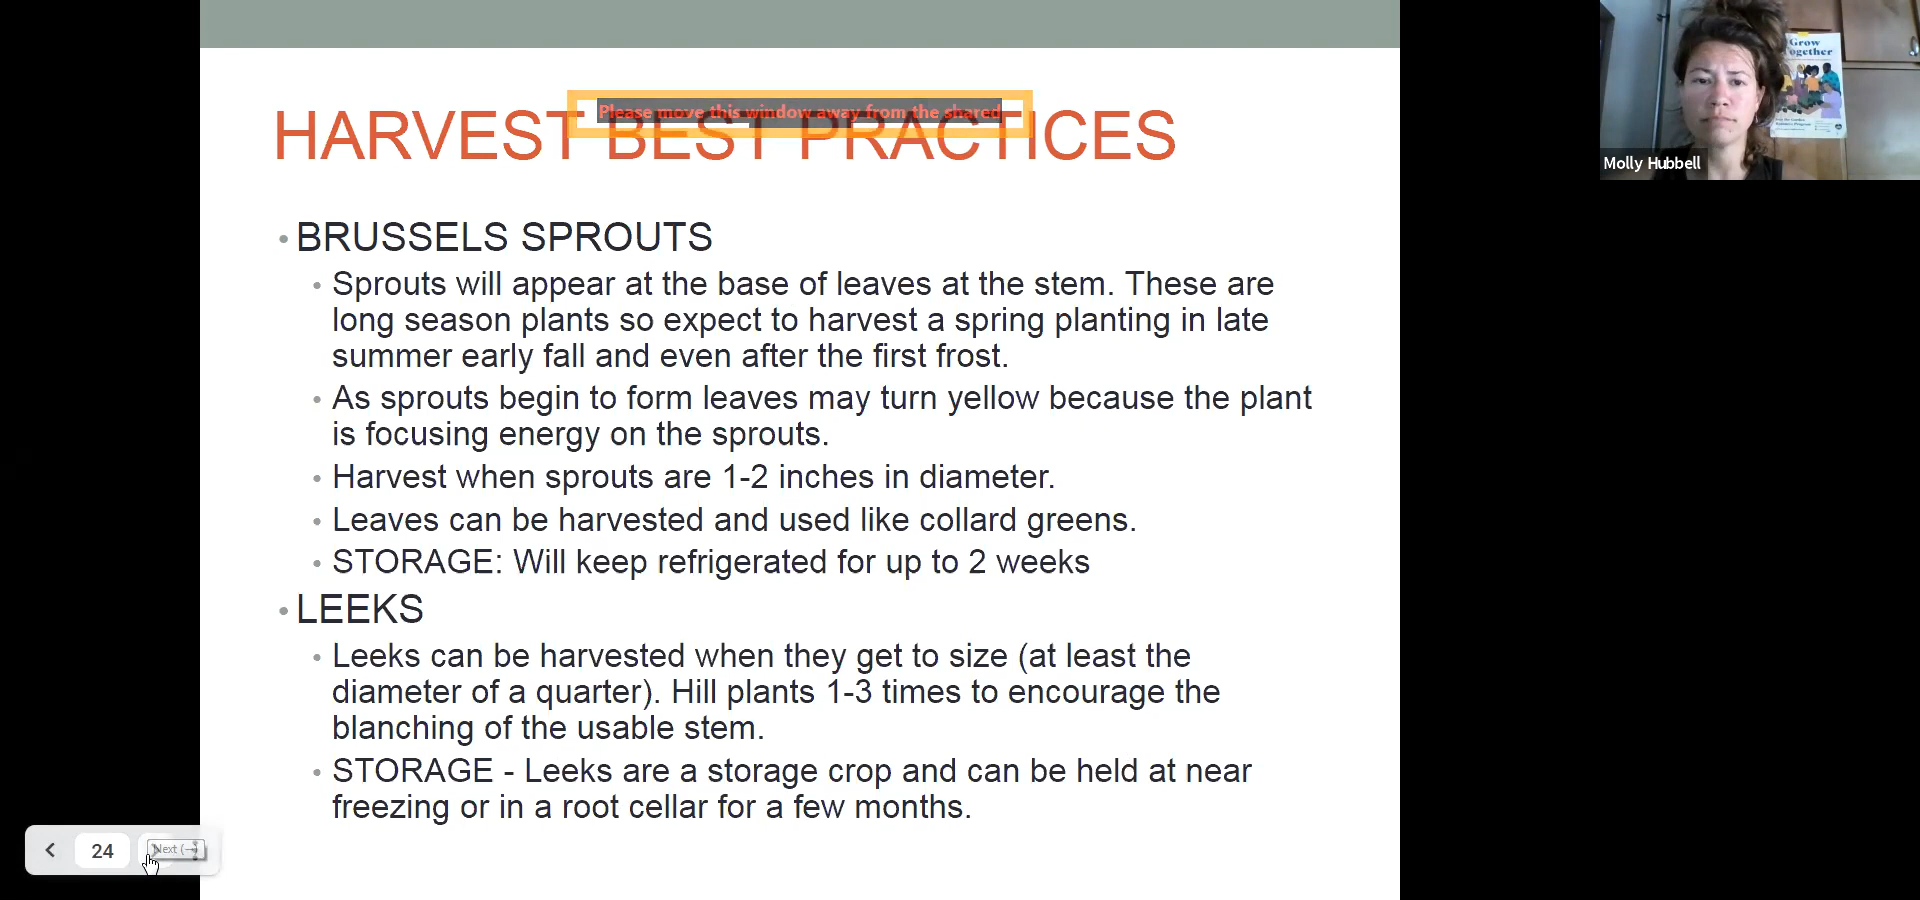 HARVEST BEST PRACTICES
Please move this window away from the shared
• BRUSSELS SPROUTS
• Sprouts will appear at the base of leaves at the stem. These are
long season plants so expect to harvest a spring planting in late
summer early fall and even after the first frost.
• As sprouts begin to form leaves may turn yellow because the plant
is focusing energy on the sprouts.
• Harvest when sprouts are 1-2 inches in diameter.
• Leaves can be harvested and used like collard greens.
• STORAGE: Will keep refrigerated for up to 2 weeks
• LEEKS
• Leeks can be harvested when they get to size (at least the
diameter of a quarter). Hill plants 1-3 times to encourage the
blanching of the usable stem.
• STORAGE - Leeks are a storage crop and can be held at near
freezing or in a root cellar for a few months.
24
Next (→)
Grow
Together
Molly Hubbell